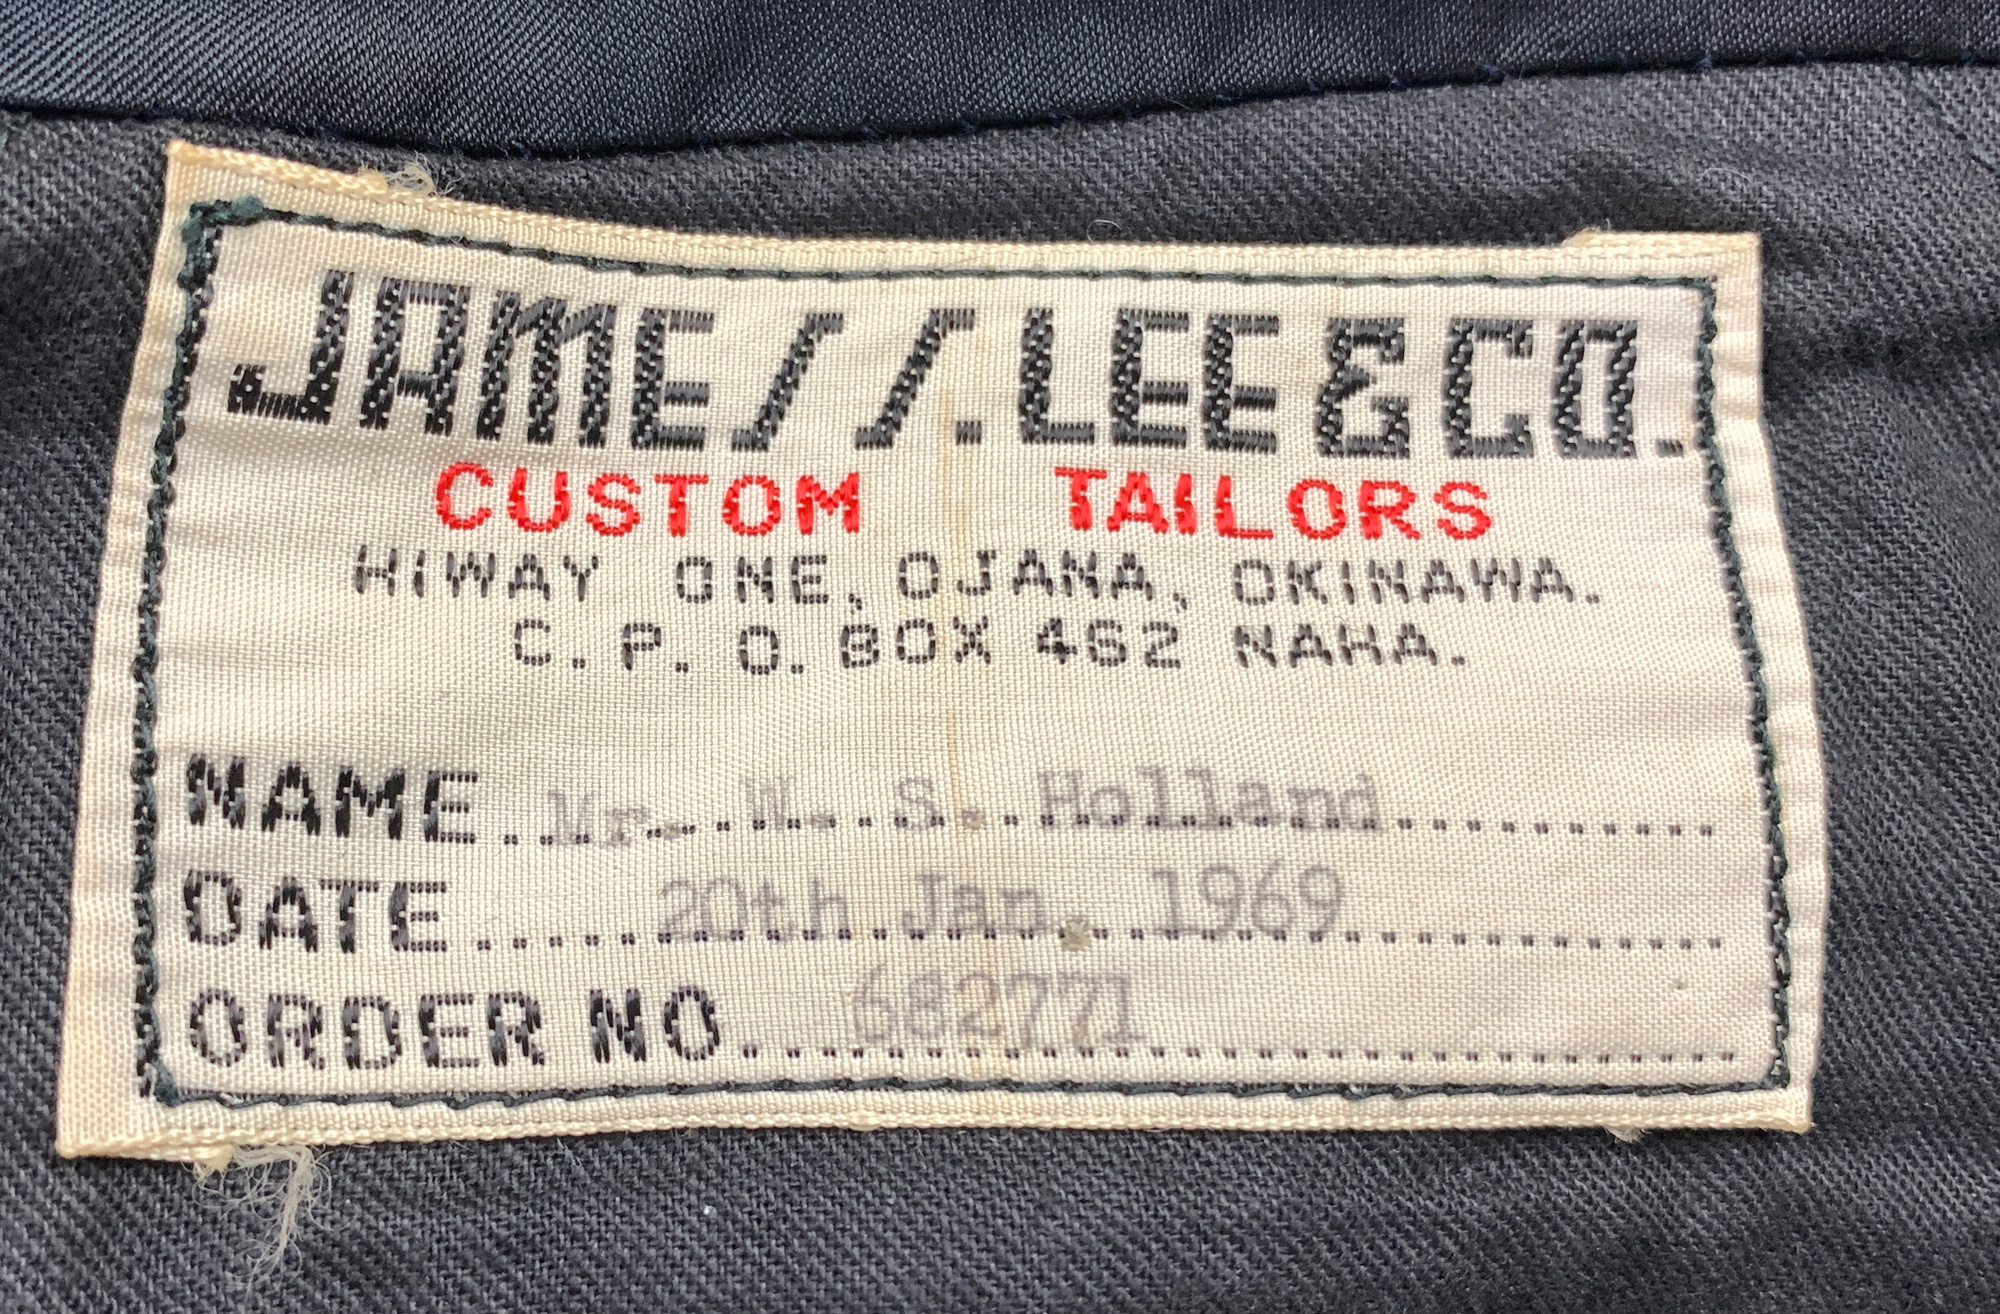 JAMES S. LEE & CO.
CUSTOM TAILORS
HIWAY ONE, OJANA, OKINAWA.
C. P. O. BOX 462 NAHA.
NAME Mr. W. S. Holland
DATE 20th Jan. 1969
ORDER NO. 682771